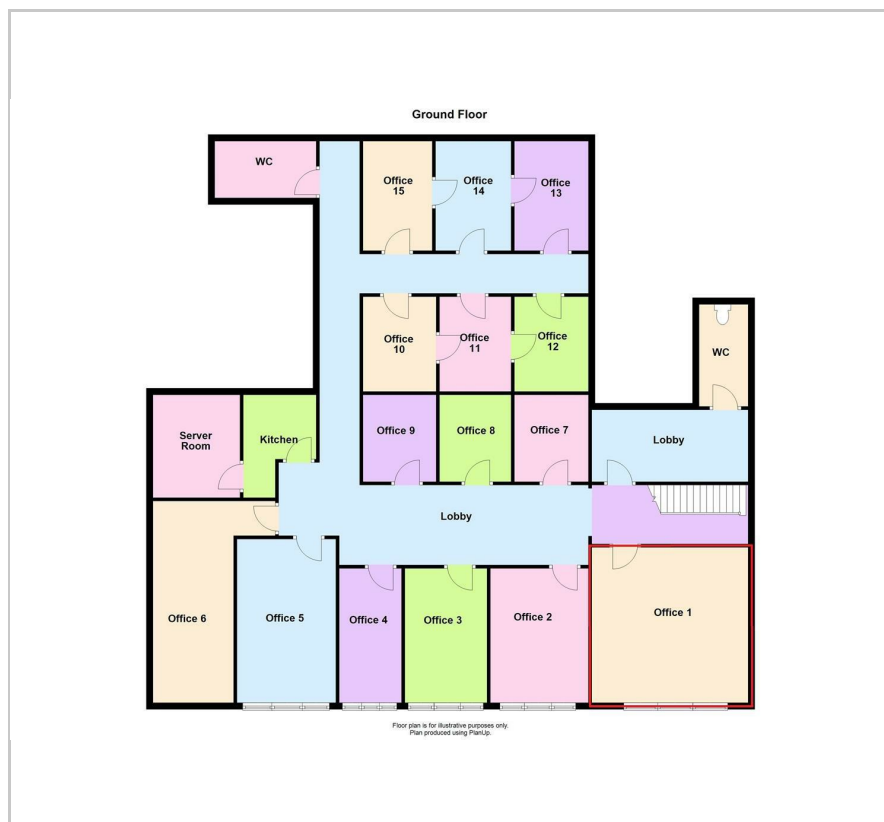 Ground Floor
WC
Office
15
Office
14
Office
13
Office
10
Office
11
Office
12
WC
Server
Room
Kitchen
Office 9
Office 8
Office 7
Lobby
Lobby
Office 6
Office 5
Office 4
Office 3
Office 2
Office 1
Floor plan is for illustrative purposes only.
Plan produced using PlanUp.